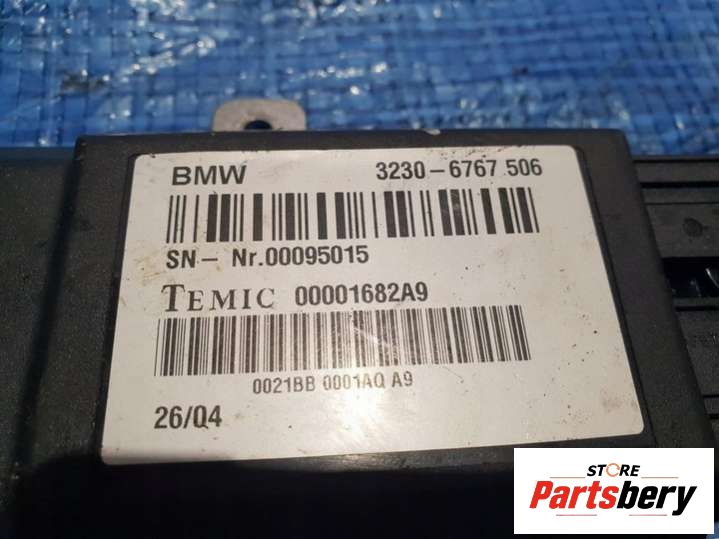 BMW 3230-6767 506
SN- Nr.00095015
TEMIC 00001682A9
0021BB 0001AQ A9
26/04
STORE
Partsbery